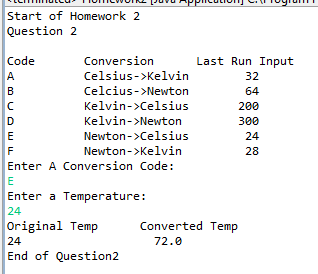 <terminated> Homework2 [Java Application] C:\Program F
Start of Homework 2
Question 2
Code Conversion Last Run Input
A Celsius->Kelvin 32
B Celcius->Newton 64
C Kelvin->Celsius 200
D Kelvin->Newton 300
E Newton->Celsius 24
F Newton->Kelvin 28
Enter A Conversion Code:
E
Enter a Temperature:
24
Original Temp Converted Temp
24 72.0
End of Question2